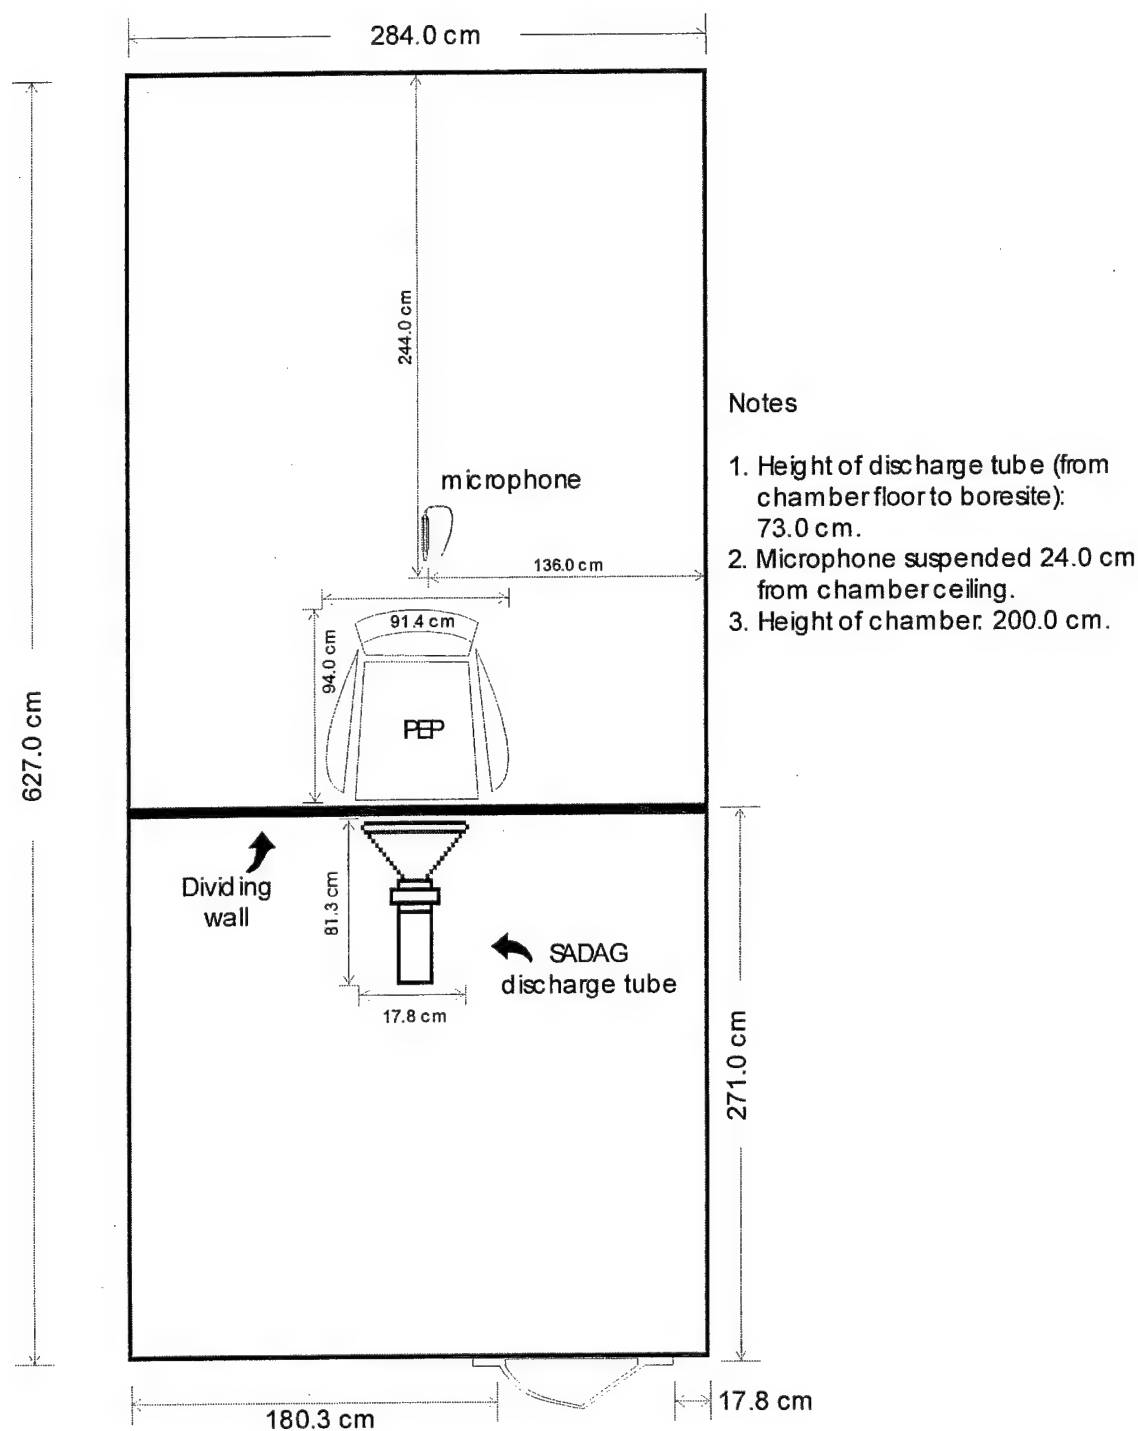 284.0 cm
244.0 cm
microphone
136.0 cm
91.4 cm
94.0 cm
PEP
627.0 cm
Notes
1. Height of discharge tube (from
chamber floor to boresite):
73.0 cm.
2. Microphone suspended 24.0 cm
from chamber ceiling.
3. Height of chamber: 200.0 cm.
Dividing
wall
81.3 cm
SADAG
discharge tube
17.8 cm
271.0 cm
180.3 cm
17.8 cm